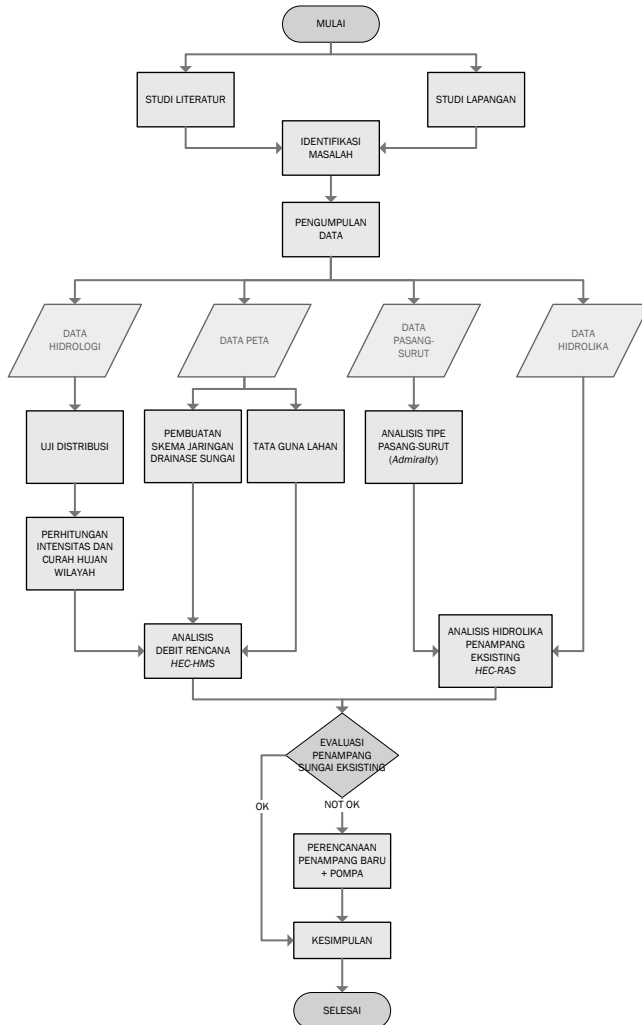 MULAI
STUDI LITERATUR
STUDI LAPANGAN
IDENTIFIKASI
MASALAH
PENGUMPULAN
DATA
DATA
HIDROLOGI
DATA PETA
DATA
PASANG-
SURUT
DATA
HIDROLIKA
UJI DISTRIBUSI
PEMBUATAN
SKEMA JARINGAN
DRAINASE SUNGAI
TATA GUNA LAHAN
ANALISIS TIPE
PASANG-SURUT
(Admiralty)
PERHITUNGAN
INTENSITAS DAN
CURAH HUJAN
WILAYAH
ANALISIS
DEBIT RENCANA
HEC-HMS
ANALISIS HIDROLIKA
PENAMPANG
EKSISTING
HEC-RAS
EVALUASI
PENAMPANG
SUNGAI EKSISTING
OK
NOT OK
PERENCANAAN
PENAMPANG BARU
+ POMPA
KESIMPULAN
SELESAI